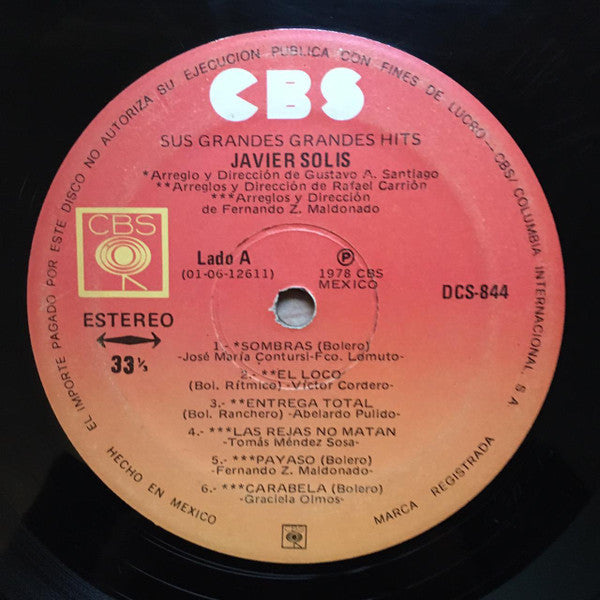 EL IMPORTE PAGADO POR ESTE DISCO NO AUTORIZA SU EJECUCION PUBLICA CON FINES DE LUCRO — CBS/COLUMBIA INTERNACIONAL, S A
CBS
SUS GRANDES GRANDES HITS
JAVIER SOLIS
*Arreglo y Dirección de Gustavo A. Santiago
**Arreglos y Dirección de Rafael Carrión
***Arreglos y Dirección
de Fernando Z. Maldonado
CBS
Lado A
(01-06-12611)
Ⓟ
1978 CBS
MEXICO
DCS-844
ESTEREO
33⅓
1.- *SOMBRAS (Bolero)
-José María Contursi-Fco. Lomuto-
2.- **EL LOCO
(Bol. Rítmico) -Víctor Cordero-
3.- **ENTREGA TOTAL
(Bol. Ranchero) -Abelardo Pulido-
4.- ***LAS REJAS NO MATAN
-Tomás Méndez Sosa-
5.- ***PAYASO (Bolero)
-Fernando Z. Maldonado-
6.- ***CARABELA (Bolero)
-Graciela Olmos-
HECHO EN MEXICO
MARCA REGISTRADA